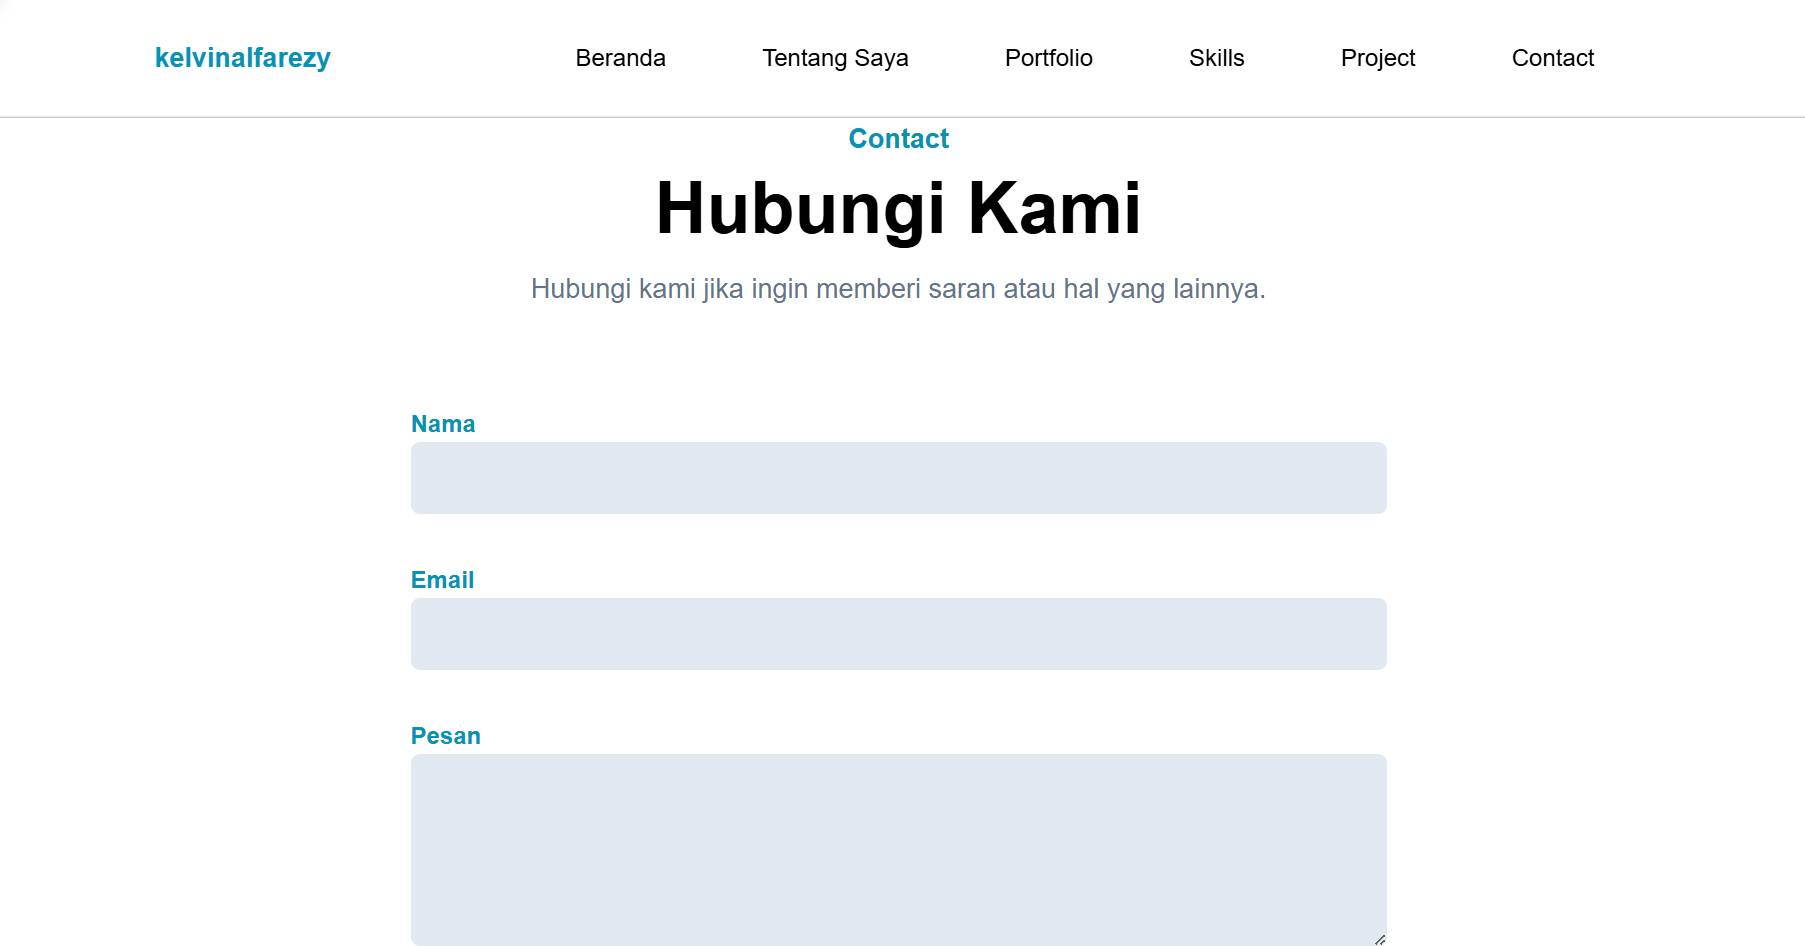 kelvinalfarezy Beranda Tentang Saya Portfolio Skills Project Contact
Contact
Hubungi Kami
Hubungi kami jika ingin memberi saran atau hal yang lainnya.
Nama
Email
Pesan